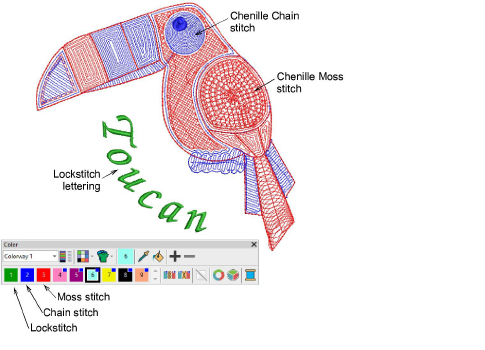 Chenille Chain
stitch
Chenille Moss
stitch
Toucan
Lockstitch
lettering
Color
Colorway 1
6
1 2 3 4 5 6 7 8 9
Moss stitch
Chain stitch
Lockstitch